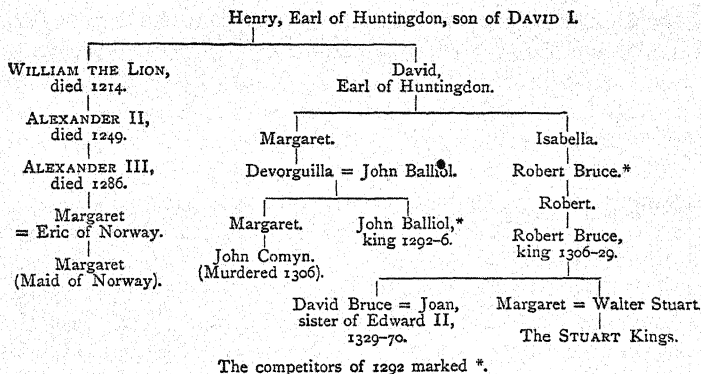 Henry, Earl of Huntingdon, son of DAVID I.
WILLIAM THE LION,
died 1214.
David,
Earl of Huntingdon.
ALEXANDER II,
died 1249.
Margaret.
Isabella.
ALEXANDER III,
died 1286.
Devorguilla = John Balliol.
Robert Bruce.*
Margaret
= Eric of Norway.
Margaret.
John Balliol,*
king 1292–6.
Robert.
Margaret
(Maid of Norway).
John Comyn.
(Murdered 1306).
Robert Bruce,
king 1306–29.
David Bruce = Joan,
sister of Edward II,
1329–70.
Margaret = Walter Stuart.
The STUART Kings.
The competitors of 1292 marked *.